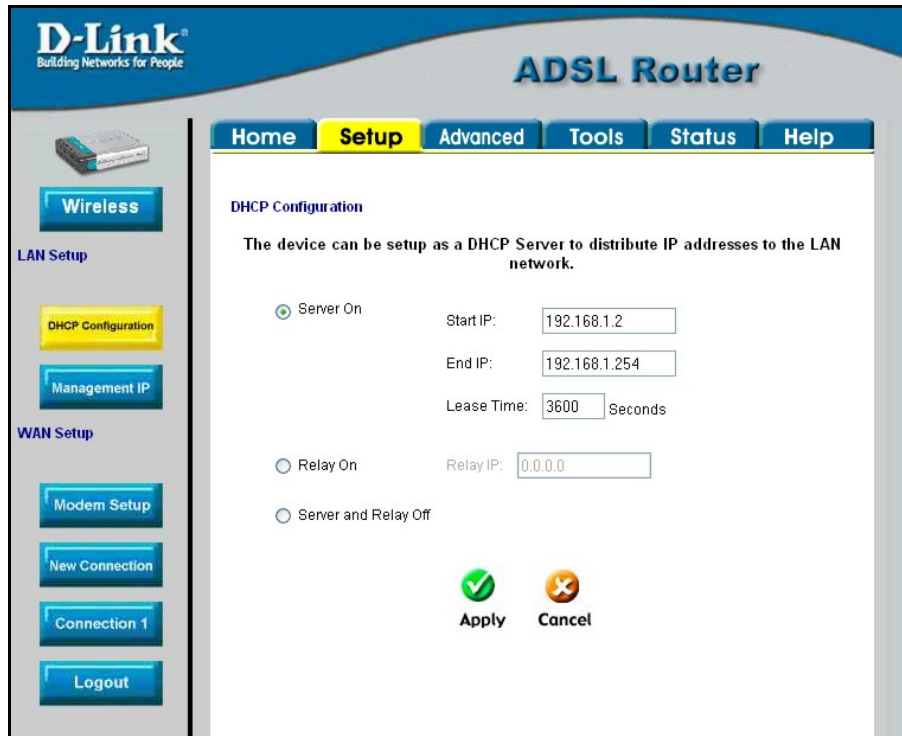 D-Link®
Building Networks for People
ADSL Router
Home Setup Advanced Tools Status Help
Wireless
LAN Setup
DHCP Configuration
Management IP
WAN Setup
Modem Setup
New Connection
Connection 1
Logout
DHCP Configuration
The device can be setup as a DHCP Server to distribute IP addresses to the LAN
network.
Server On
Start IP: 192.168.1.2
End IP: 192.168.1.254
Lease Time: 3600 Seconds
Relay On Relay IP: 0.0.0.0
Server and Relay Off
Apply Cancel